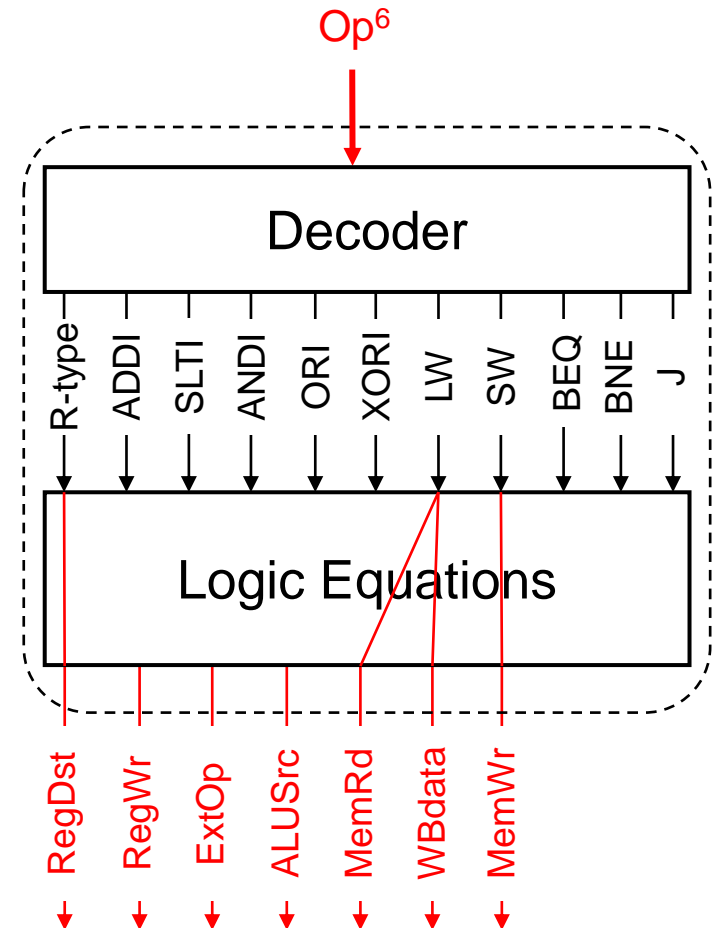 Op⁶
Decoder
R-type
ADDI
SLTI
ANDI
ORI
XORI
LW
SW
BEQ
BNE
J
Logic Equations
RegDst
RegWr
ExtOp
ALUSrc
MemRd
WBdata
MemWr